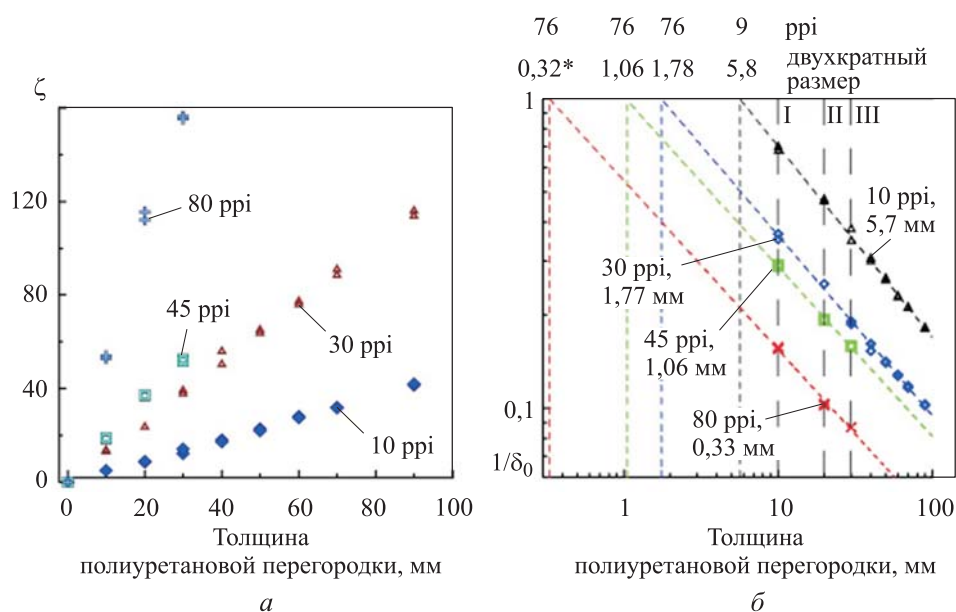 76 76 76 9 ppi
0,32* 1,06 1,78 5,8 двухкратный
размер
ζ
120
80
40
0
80 ppi
45 ppi
30 ppi
10 ppi
0 20 40 60 80 100
Толщина
полиуретановой перегородки, мм
а
1
0,1
1/δ₀
I II III
10 ppi,
5,7 мм
30 ppi,
1,77 мм
45 ppi,
1,06 мм
80 ppi,
0,33 мм
1 10 100
Толщина
полиуретановой перегородки, мм
б